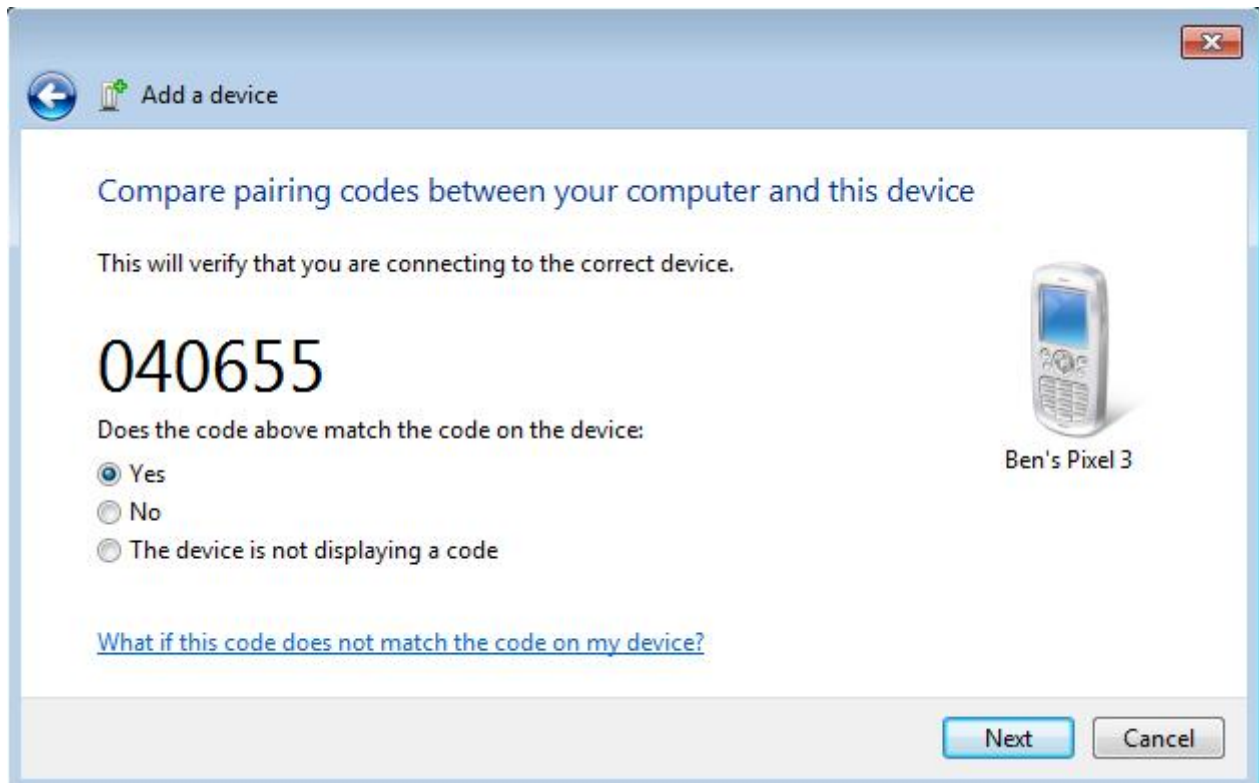 Add a device
Compare pairing codes between your computer and this device
This will verify that you are connecting to the correct device.
040655
Does the code above match the code on the device:
Yes
No
The device is not displaying a code
Ben's Pixel 3
What if this code does not match the code on my device?
Next
Cancel